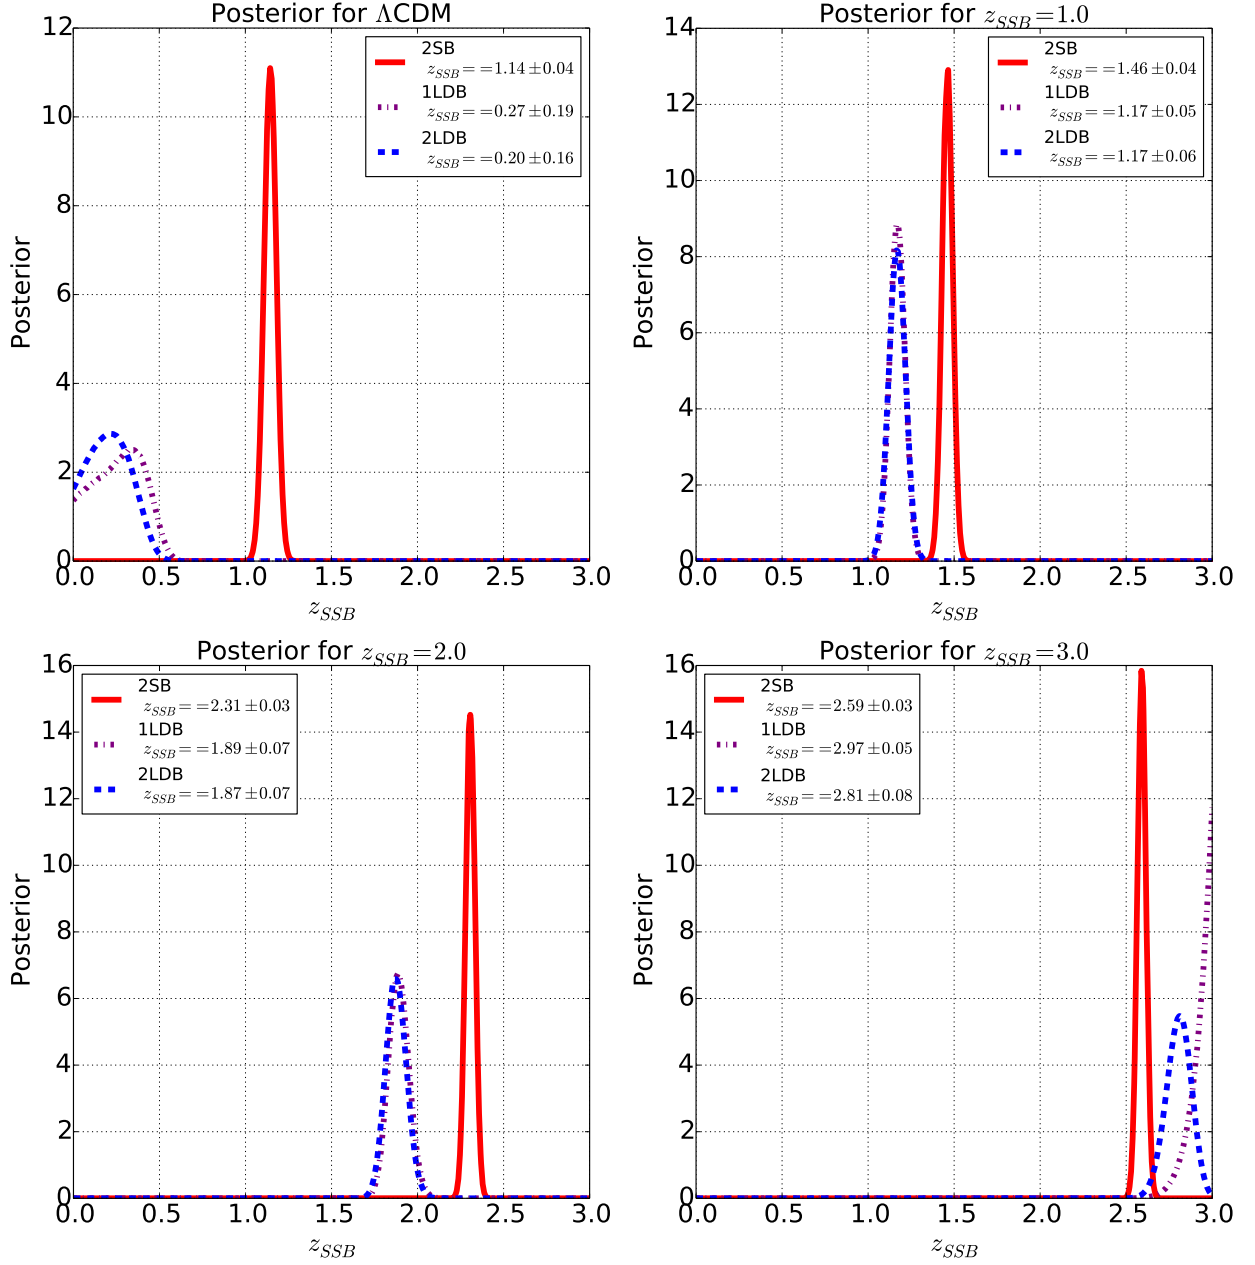 Posterior for ΛCDM
12
10
8
6
4
2
0
0.0 0.5 1.0 1.5 2.0 2.5 3.0
Posterior
z_SSB
2SB
z_SSB==1.14±0.04
1LDB
z_SSB==0.27±0.19
2LDB
z_SSB==0.20±0.16
Posterior for z_SSB=1.0
14
12
10
8
6
4
2
0
0.0 0.5 1.0 1.5 2.0 2.5 3.0
Posterior
z_SSB
2SB
z_SSB==1.46±0.04
1LDB
z_SSB==1.17±0.05
2LDB
z_SSB==1.17±0.06
Posterior for z_SSB=2.0
16
14
12
10
8
6
4
2
0
0.0 0.5 1.0 1.5 2.0 2.5 3.0
Posterior
z_SSB
2SB
z_SSB==2.31±0.03
1LDB
z_SSB==1.89±0.07
2LDB
z_SSB==1.87±0.07
Posterior for z_SSB=3.0
16
14
12
10
8
6
4
2
0
0.0 0.5 1.0 1.5 2.0 2.5 3.0
Posterior
z_SSB
2SB
z_SSB==2.59±0.03
1LDB
z_SSB==2.97±0.05
2LDB
z_SSB==2.81±0.08